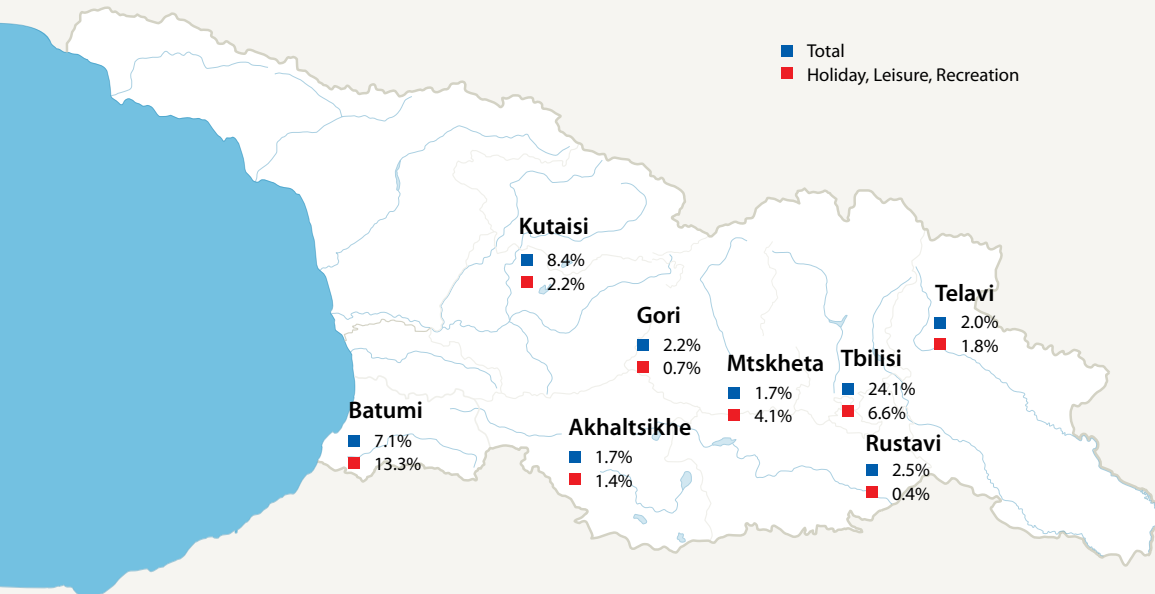 Total
Holiday, Leisure, Recreation
Kutaisi
8.4%
2.2%
Gori
2.2%
0.7%
Telavi
2.0%
1.8%
Mtskheta
1.7%
4.1%
Tbilisi
24.1%
6.6%
Batumi
7.1%
13.3%
Akhaltsikhe
1.7%
1.4%
Rustavi
2.5%
0.4%